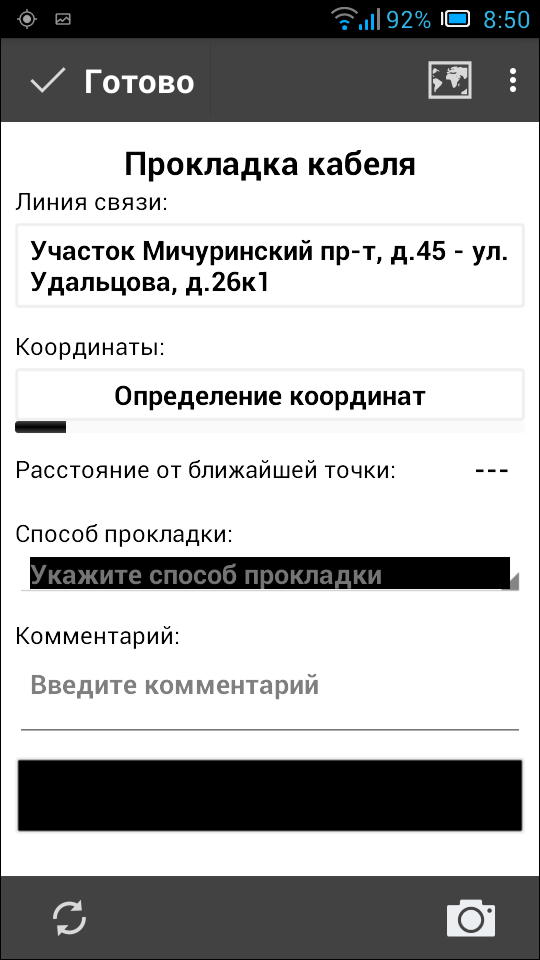 92% 8:50
Готово
Прокладка кабеля
Линия связи:
Участок Мичуринский пр-т, д.45 - ул.
Удальцова, д.26к1
Координаты:
Определение координат
Расстояние от ближайшей точки: ---
Способ прокладки:
Укажите способ прокладки
Комментарий:
Введите комментарий